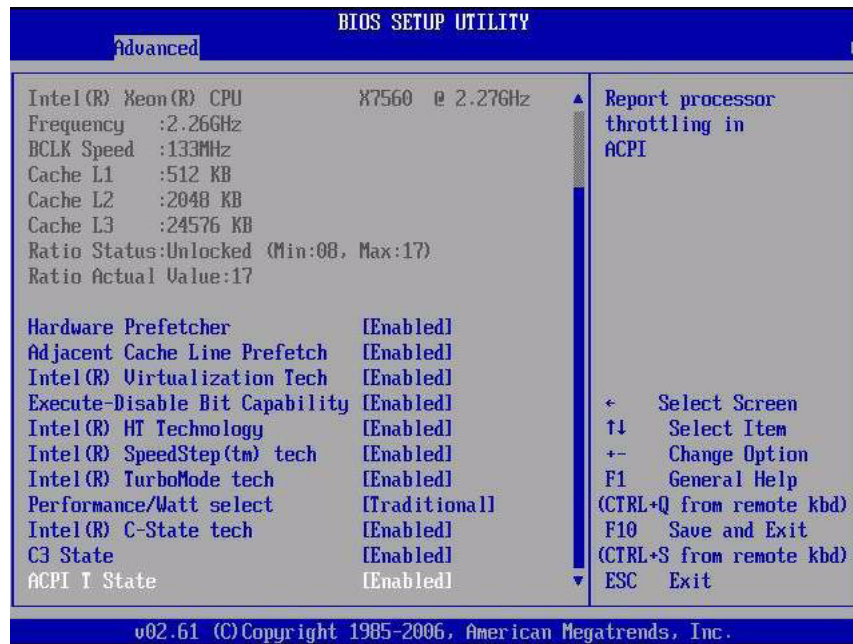 BIOS SETUP UTILITY
Advanced
Intel(R) Xeon(R) CPU X7560 @ 2.27GHz
Frequency :2.26GHz
BCLK Speed :133MHz
Cache L1 :512 KB
Cache L2 :2048 KB
Cache L3 :24576 KB
Ratio Status:Unlocked (Min:08, Max:17)
Ratio Actual Value:17
Hardware Prefetcher [Enabled]
Adjacent Cache Line Prefetch [Enabled]
Intel(R) Virtualization Tech [Enabled]
Execute-Disable Bit Capability [Enabled]
Intel(R) HT Technology [Enabled]
Intel(R) SpeedStep(tm) tech [Enabled]
Intel(R) TurboMode tech [Enabled]
Performance/Watt select [Traditional]
Intel(R) C-State tech [Enabled]
C3 State [Enabled]
ACPI T State [Enabled]
Report processor
throttling in
ACPI
← Select Screen
↑↓ Select Item
+- Change Option
F1 General Help
(CTRL+Q from remote kbd)
F10 Save and Exit
(CTRL+S from remote kbd)
ESC Exit
v02.61 (C)Copyright 1985-2006, American Megatrends, Inc.